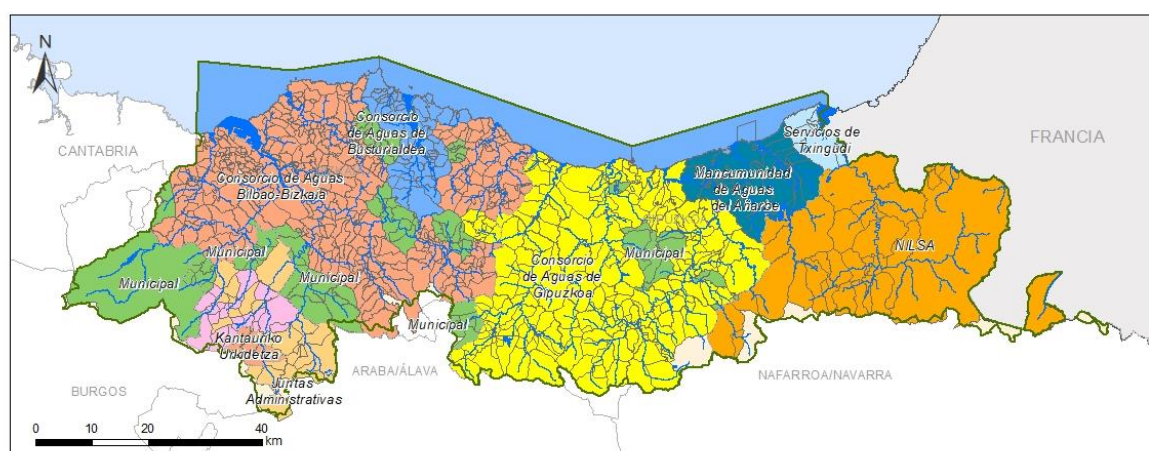 N
CANTABRIA
Consorcio
de Aguas de
Busturialdea
Servicios de
Txingudi
FRANCIA
Consorcio de Aguas
Bilbao-Bizkaia
Mancumunidad
de Aguas
del Añarbe
NILSA
Municipal
Municipal
Municipal
Municipal
Consorcio
de Aguas de
Gipuzkoa
Municipal
Kantauriko
Urkidetza
Juntas
Administrativas
ARABA/ÁLAVA
NAFARROA/NAVARRA
BURGOS
0 10 20 40
km